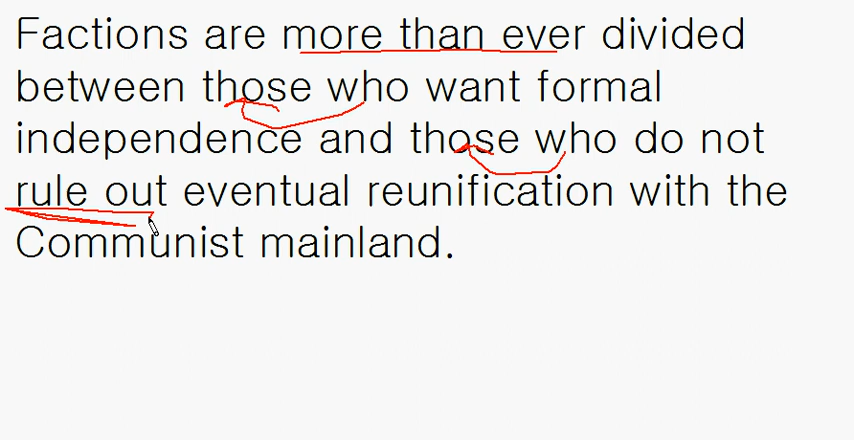 Factions are more than ever divided
between those who want formal
independence and those who do not
rule out eventual reunification with the
Communist mainland.